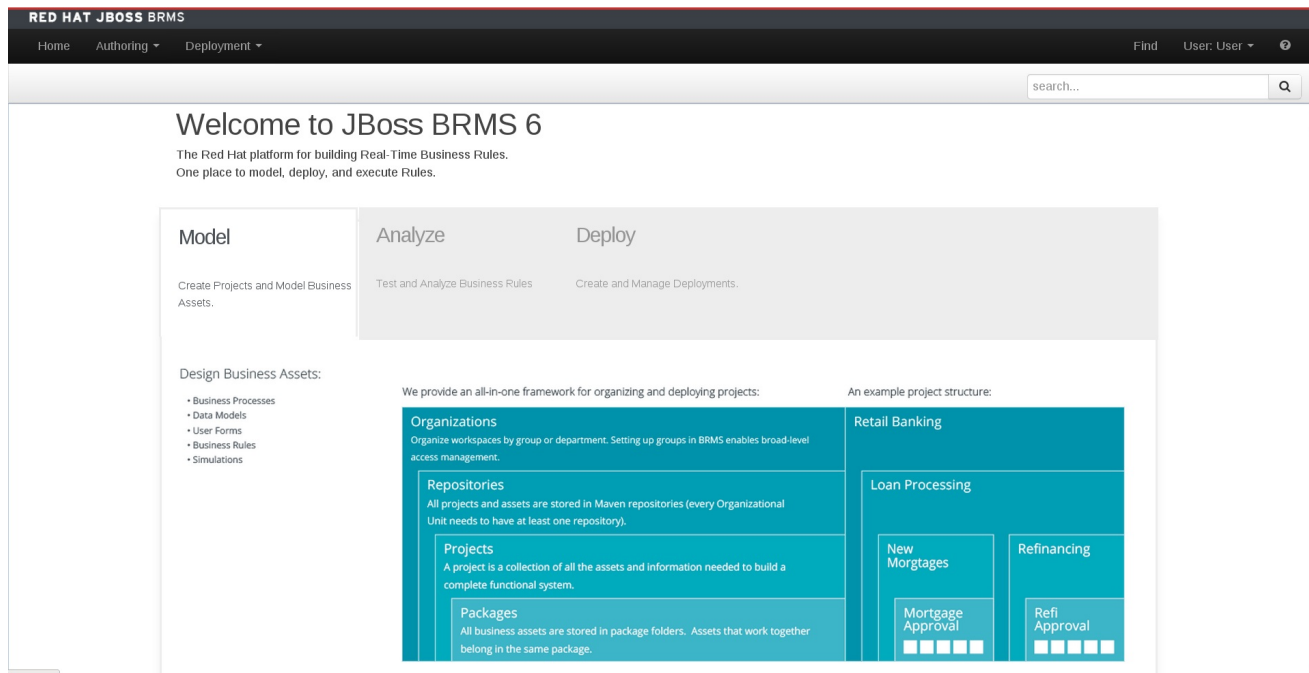 RED HAT JBOSS BRMS
Home Authoring Deployment Find User: User
search...
Welcome to JBoss BRMS 6
The Red Hat platform for building Real-Time Business Rules.
One place to model, deploy, and execute Rules.
Model Analyze Deploy
Create Projects and Model Business
Assets.
Test and Analyze Business Rules
Create and Manage Deployments.
Design Business Assets:
• Business Processes
• Data Models
• User Forms
• Business Rules
• Simulations
We provide an all-in-one framework for organizing and deploying projects:
Organizations
Organize workspaces by group or department. Setting up groups in BRMS enables broad-level
access management.
Repositories
All projects and assets are stored in Maven repositories (every Organizational
Unit needs to have at least one repository).
Projects
A project is a collection of all the assets and information needed to build a
complete functional system.
Packages
All business assets are stored in package folders. Assets that work together
belong in the same package.
An example project structure:
Retail Banking
Loan Processing
New
Morgtages
Mortgage
Approval
Refinancing
Refi
Approval